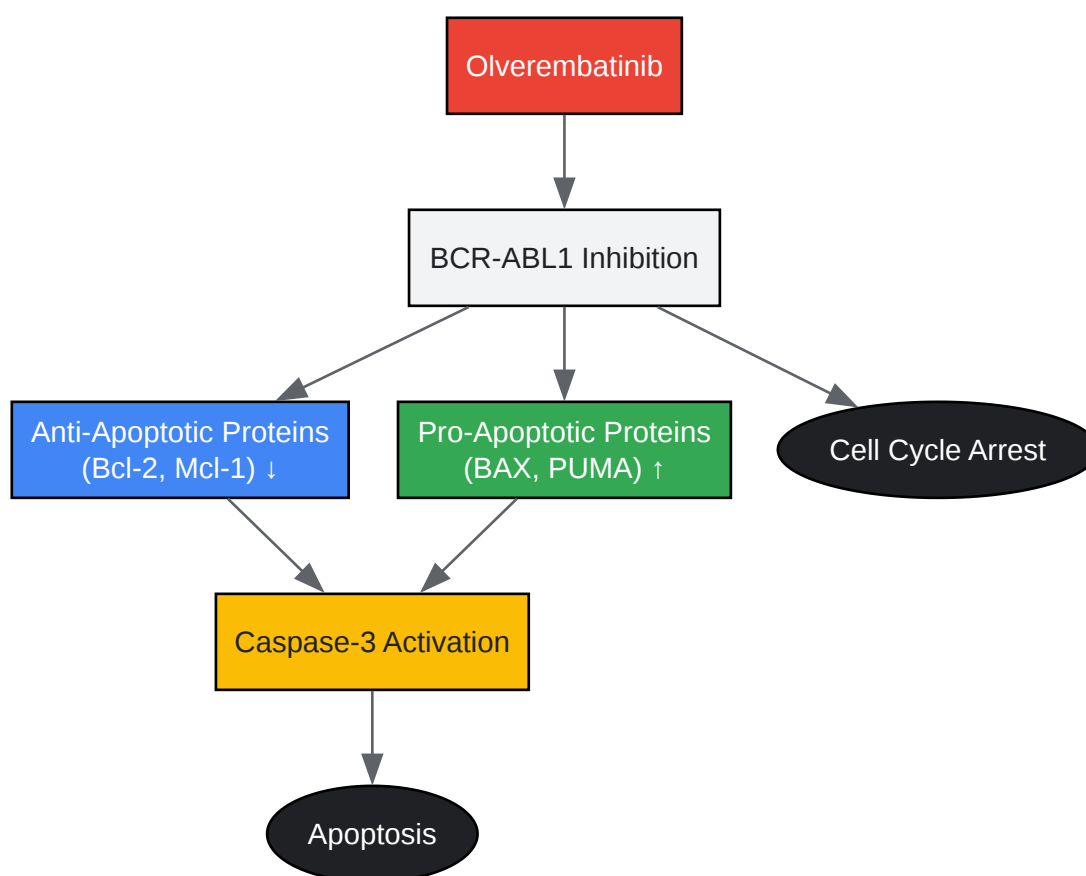 Olverembatinib
BCR-ABL1 Inhibition
Anti-Apoptotic Proteins
(Bcl-2, Mcl-1) ↓
Pro-Apoptotic Proteins
(BAX, PUMA) ↑
Cell Cycle Arrest
Caspase-3 Activation
Apoptosis